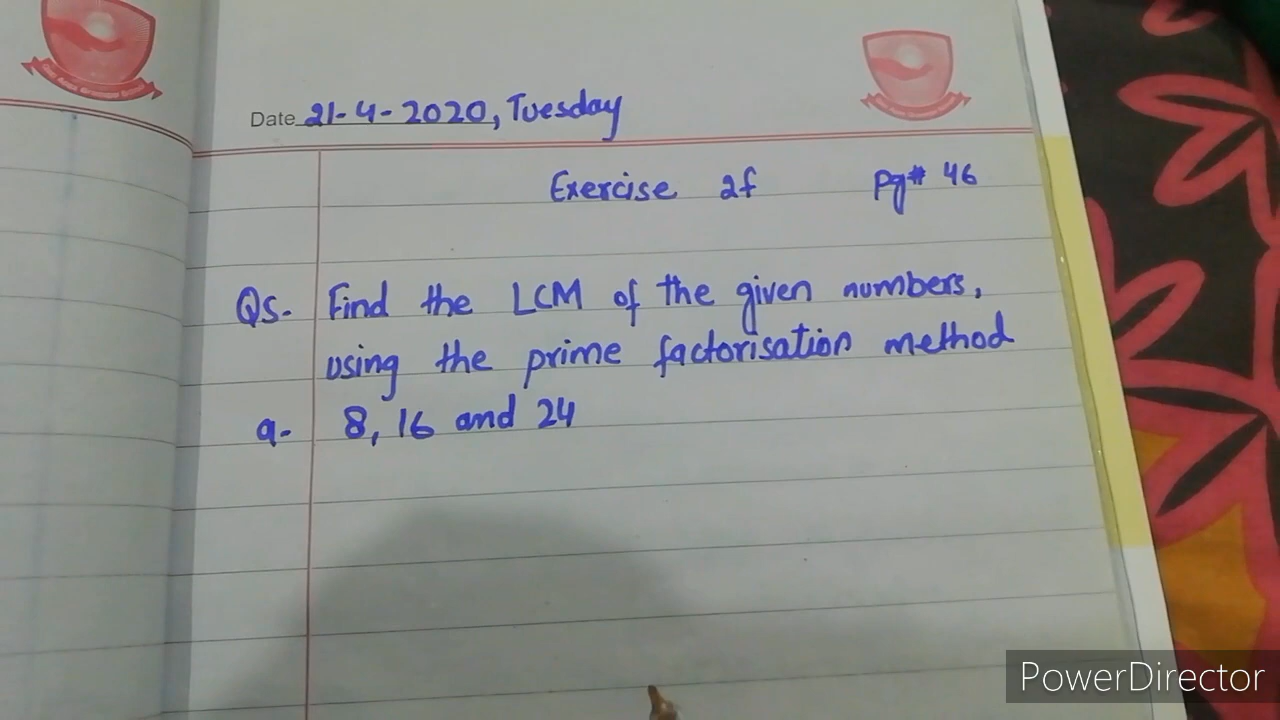 Date 21-4-2020, Tuesday
Exercise 2f Pg# 46
Q5. Find the LCM of the given numbers,
using the prime factorisation method
a. 8, 16 and 24
PowerDirector